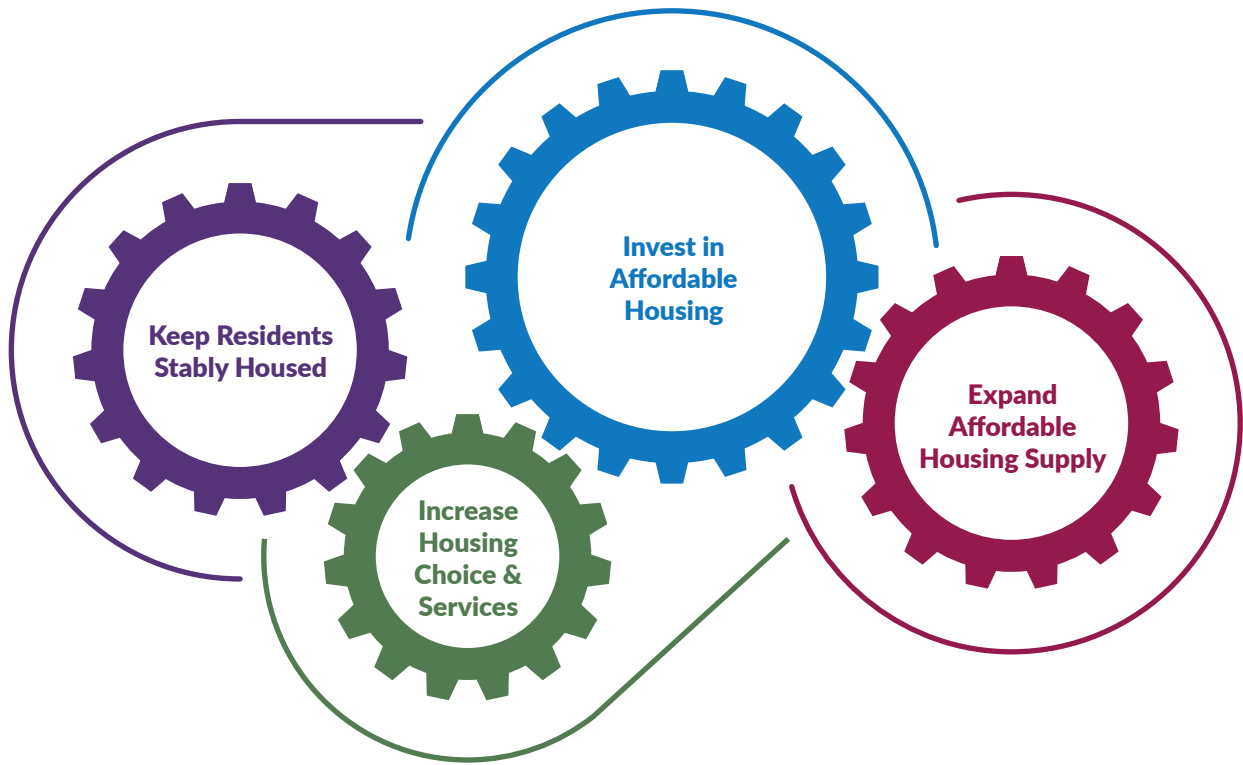 Keep Residents
Stably Housed
Invest in
Affordable
Housing
Increase
Housing
Choice &
Services
Expand
Affordable
Housing Supply